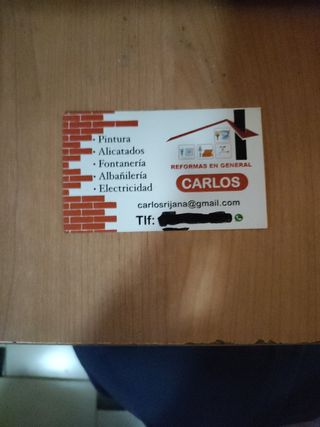 · Pintura
· Alicatados
· Fontanería
· Albañilería
· Electricidad
REFORMAS EN GENERAL
CARLOS
carlosrijana@gmail.com
Tlf: